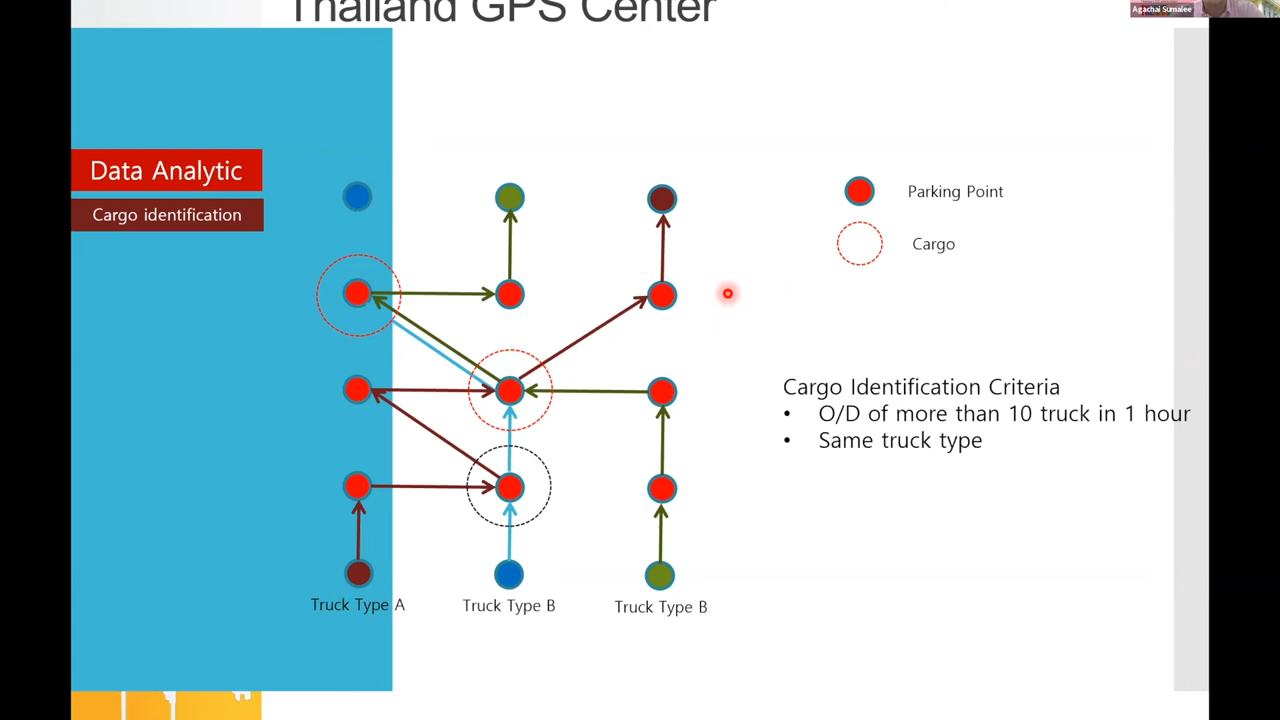 Thailand GPS Center
Agachai Sumalee
Data Analytic
Cargo identification
Parking Point
Cargo
Cargo Identification Criteria
• O/D of more than 10 truck in 1 hour
• Same truck type
Truck Type A
Truck Type B
Truck Type B